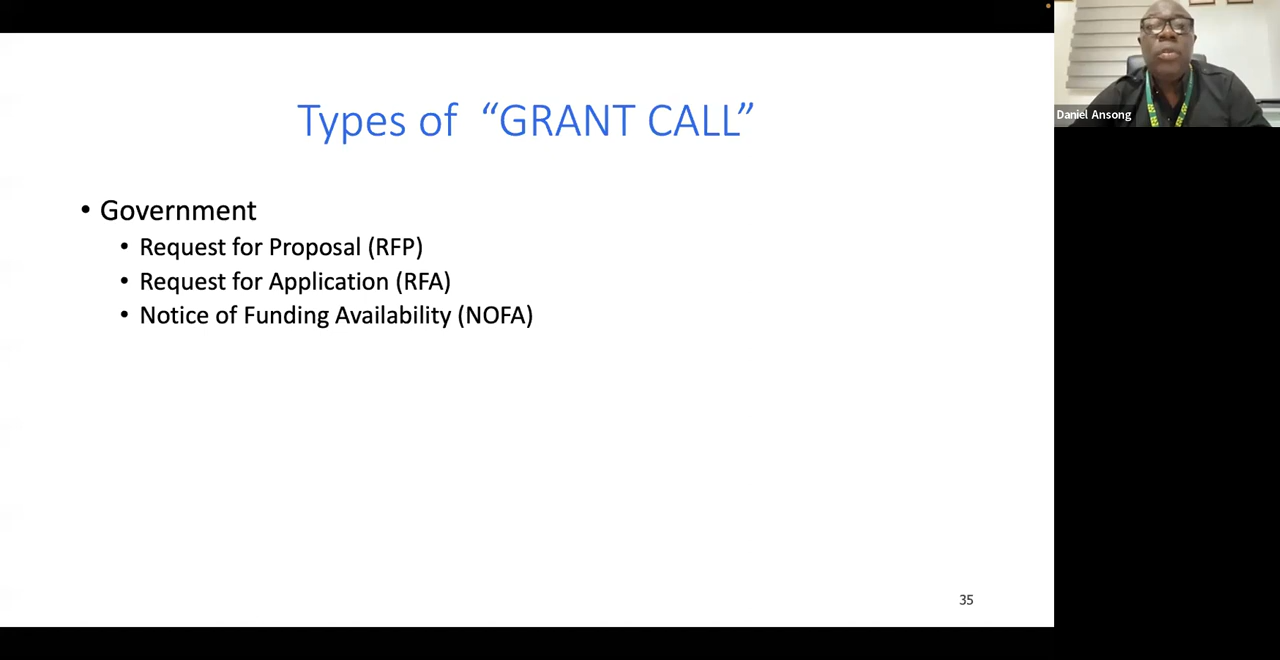 Types of “GRANT CALL”
• Government
• Request for Proposal (RFP)
• Request for Application (RFA)
• Notice of Funding Availability (NOFA)
35
Daniel Ansong